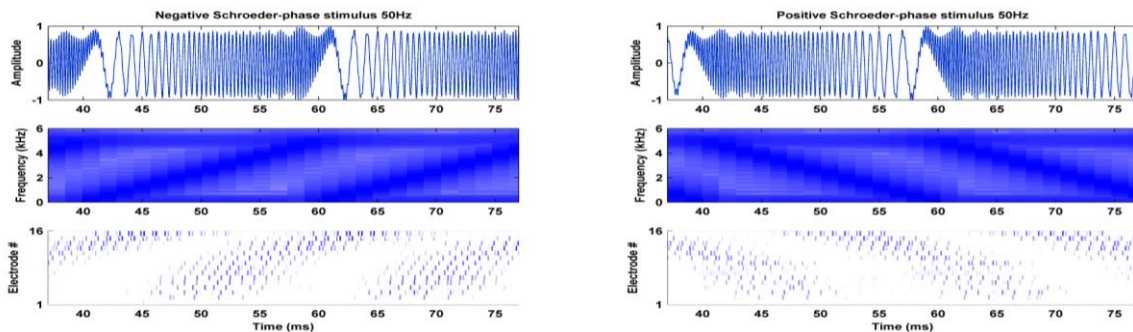 Negative Schroeder-phase stimulus 50Hz
Amplitude
1
0
-1
40 45 50 55 60 65 70 75
Frequency (kHz)
6
4
2
0
40 45 50 55 60 65 70 75
Electrode #
16
1
40 45 50 55 60 65 70 75
Time (ms)
Positive Schroeder-phase stimulus 50Hz
Amplitude
1
0
-1
40 45 50 55 60 65 70 75
Frequency (kHz)
6
4
2
0
40 45 50 55 60 65 70 75
Electrode #
16
1
40 45 50 55 60 65 70 75
Time (ms)